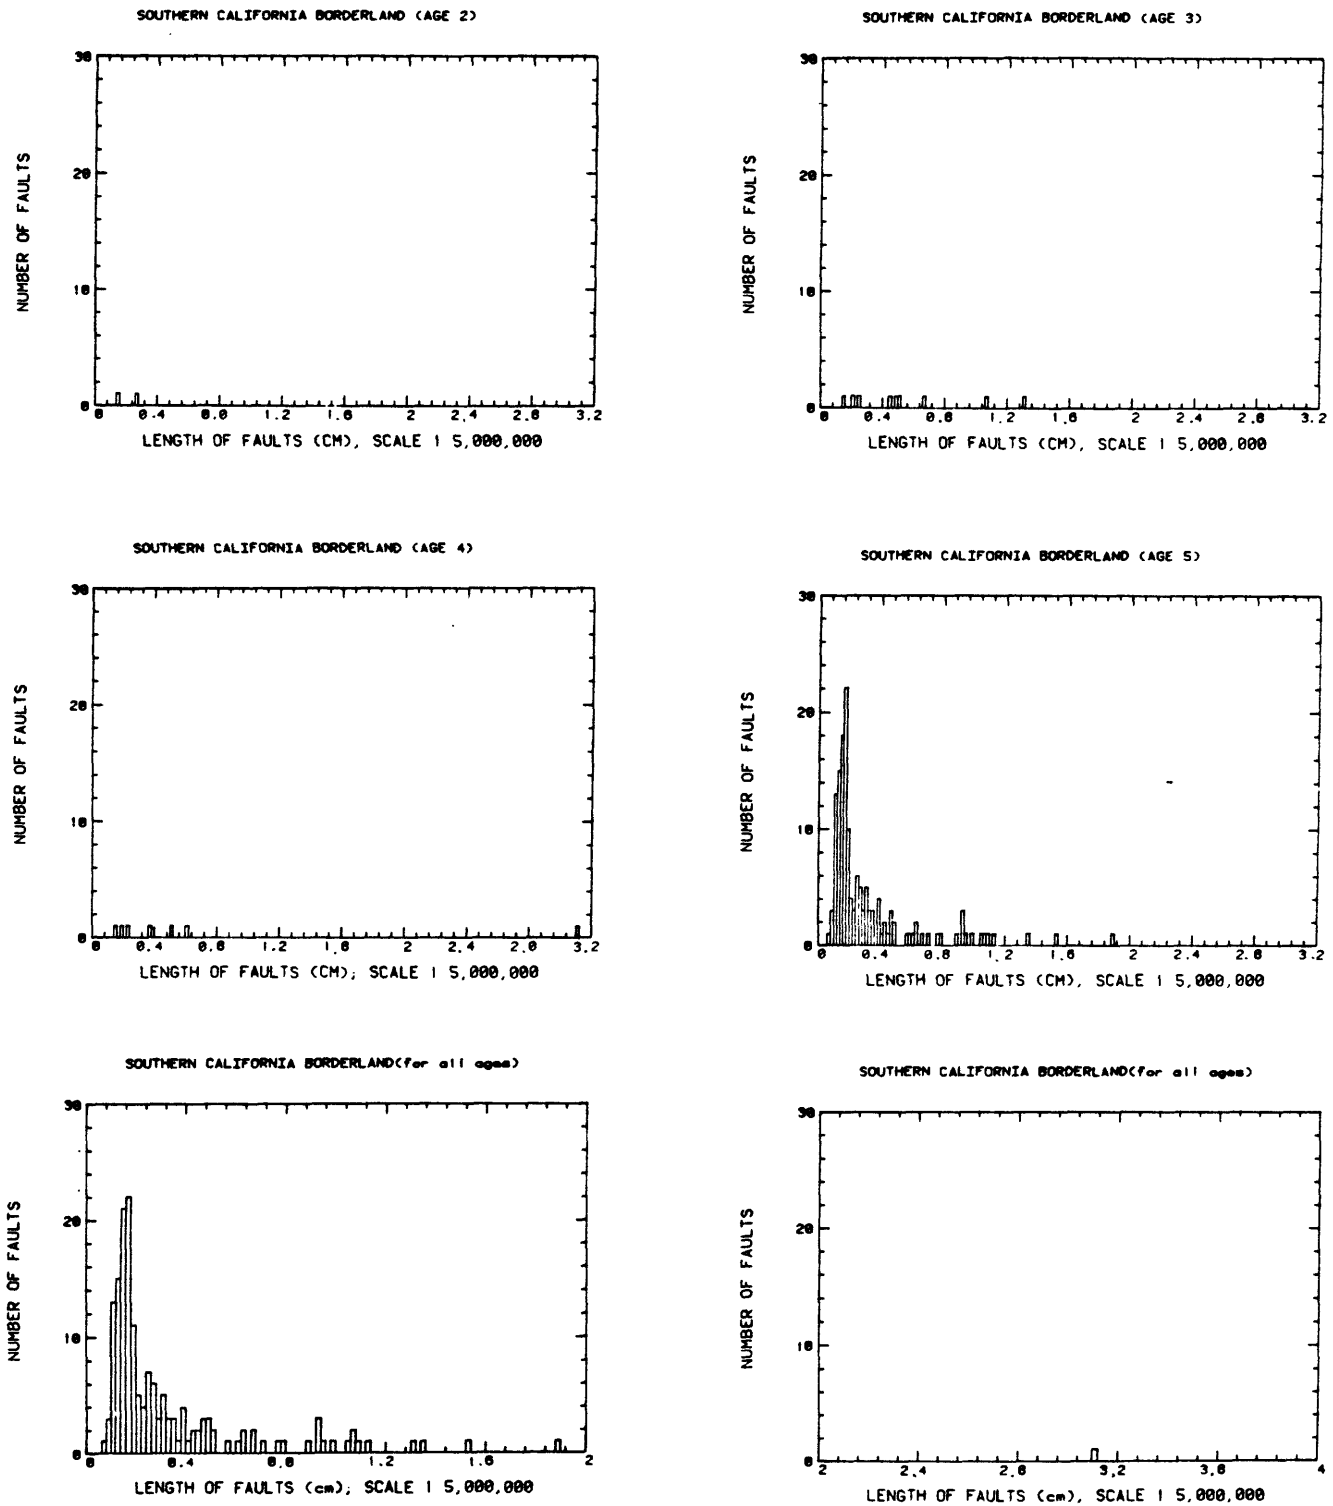 SOUTHERN CALIFORNIA BORDERLAND (AGE 2)
30
20
10
0
NUMBER OF FAULTS
0 0.4 0.8 1.2 1.6 2 2.4 2.8 3.2
LENGTH OF FAULTS (CM), SCALE 1 5,000,000
SOUTHERN CALIFORNIA BORDERLAND (AGE 3)
30
20
10
0
NUMBER OF FAULTS
0 0.4 0.8 1.2 1.6 2 2.4 2.8 3.2
LENGTH OF FAULTS (CM), SCALE 1 5,000,000
SOUTHERN CALIFORNIA BORDERLAND (AGE 4)
30
20
10
0
NUMBER OF FAULTS
0 0.4 0.8 1.2 1.6 2 2.4 2.8 3.2
LENGTH OF FAULTS (CM); SCALE 1 5,000,000
SOUTHERN CALIFORNIA BORDERLAND (AGE 5)
30
20
10
0
NUMBER OF FAULTS
0 0.4 0.8 1.2 1.6 2 2.4 2.8 3.2
LENGTH OF FAULTS (CM), SCALE 1 5,000,000
SOUTHERN CALIFORNIA BORDERLAND(for all ages)
30
20
10
0
NUMBER OF FAULTS
0 0.4 0.8 1.2 1.6 2
LENGTH OF FAULTS (cm); SCALE 1 5,000,000
SOUTHERN CALIFORNIA BORDERLAND(for all ages)
30
20
10
0
NUMBER OF FAULTS
2 2.4 2.8 3.2 3.6 4
LENGTH OF FAULTS (cm), SCALE 1 5,000,000